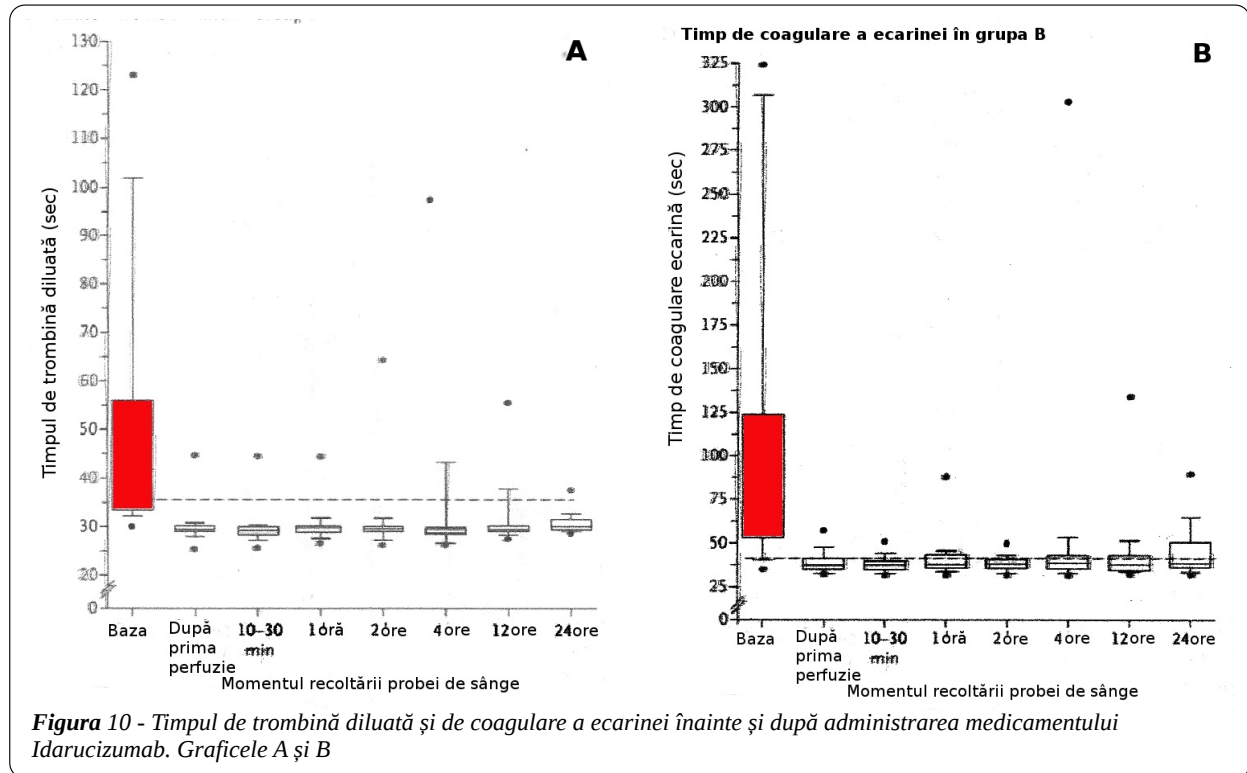 A
Timpul de trombină diluată (sec)
130
120
110
100
90
80
70
60
50
40
30
20
0
Baza
După
prima
perfuzie
10–30
min
1 oră
2 ore
4 ore
12 ore
24 ore
Momentul recoltării probei de sânge
Timp de coagulare a ecarinei în grupa B
B
Timp de coagulare ecarină (sec)
325
300
275
250
225
200
175
150
125
100
75
50
25
0
Baza
După
prima
perfuzie
10–30
min
1 oră
2 ore
4 ore
12 ore
24 ore
Momentul recoltării probei de sânge
Figura 10 - Timpul de trombină diluată și de coagulare a ecarinei înainte și după administrarea medicamentului
Idarucizumab. Graficele A și B